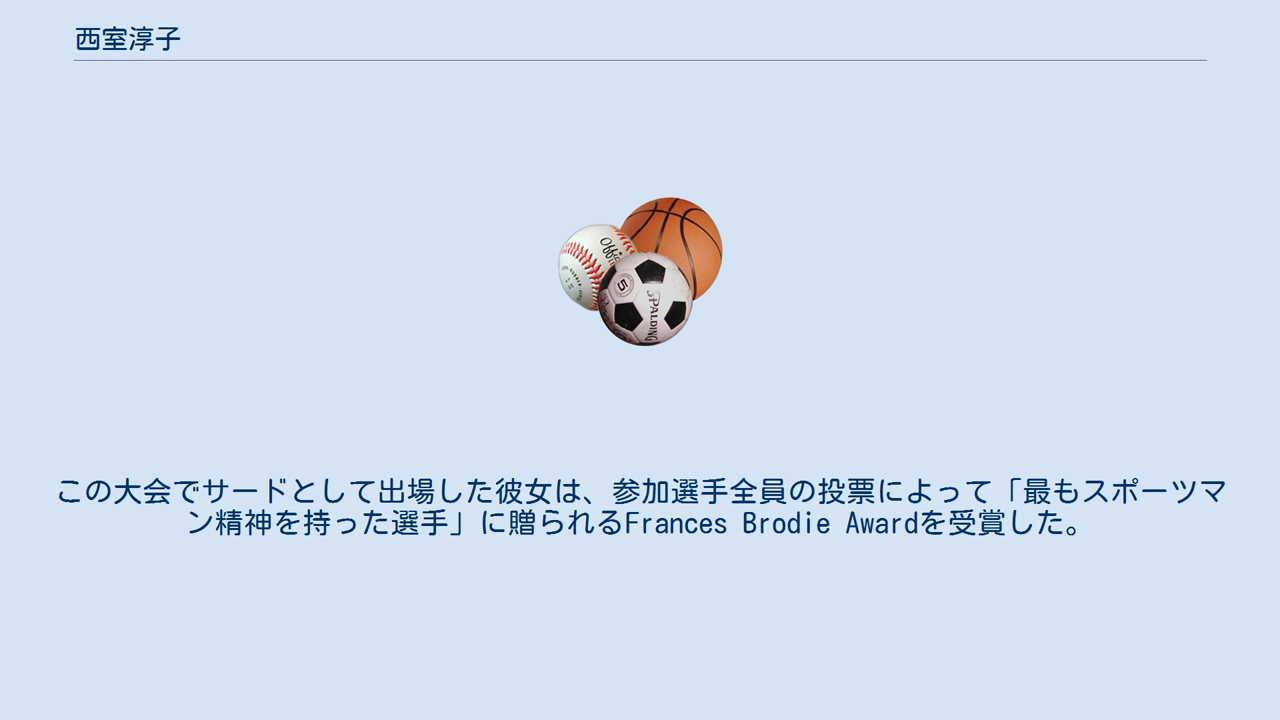 西室淳子
Offici
5
SPALDING
この大会でサードとして出場した彼女は、参加選手全員の投票によって「最もスポーツマ
ン精神を持った選手」に贈られるFrances Brodie Awardを受賞した。